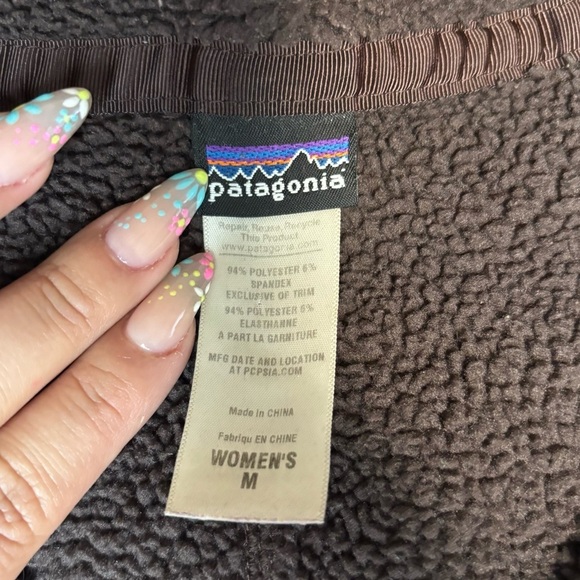 patagonia
Repair, Reuse, Recycle
This Product
www.patagonia.com
94% POLYESTER 6%
SPANDEX
EXCLUSIVE OF TRIM
94% POLYESTER 6%
ELASTHANNE
A PART LA GARNITURE
MFG DATE AND LOCATION
AT PCPSIA.COM
Made in CHINA
Fabriqu EN CHINE
WOMEN'S
M